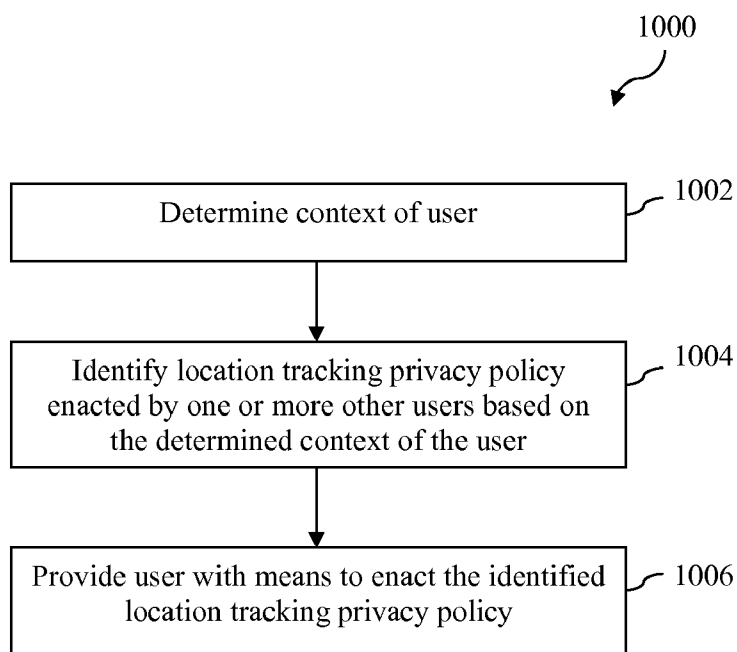 1000
Determine context of user
1002
Identify location tracking privacy policy
enacted by one or more other users based on
the determined context of the user
1004
Provide user with means to enact the identified
location tracking privacy policy
1006